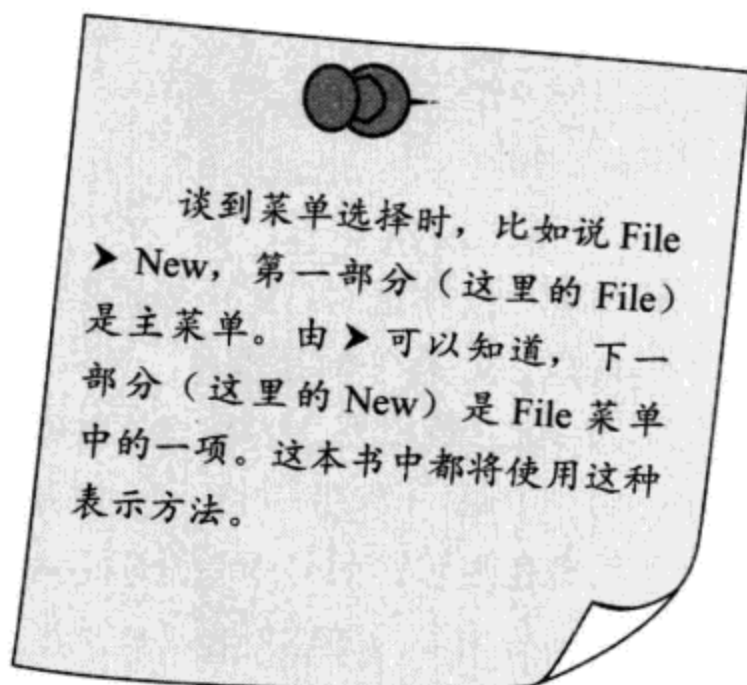 谈到菜单选择时，比如说 File
➤ New，第一部分（这里的 File）
是主菜单。由 ➤ 可以知道，下一
部分（这里的 New）是 File 菜单
中的一项。这本书中都将使用这种
表示方法。